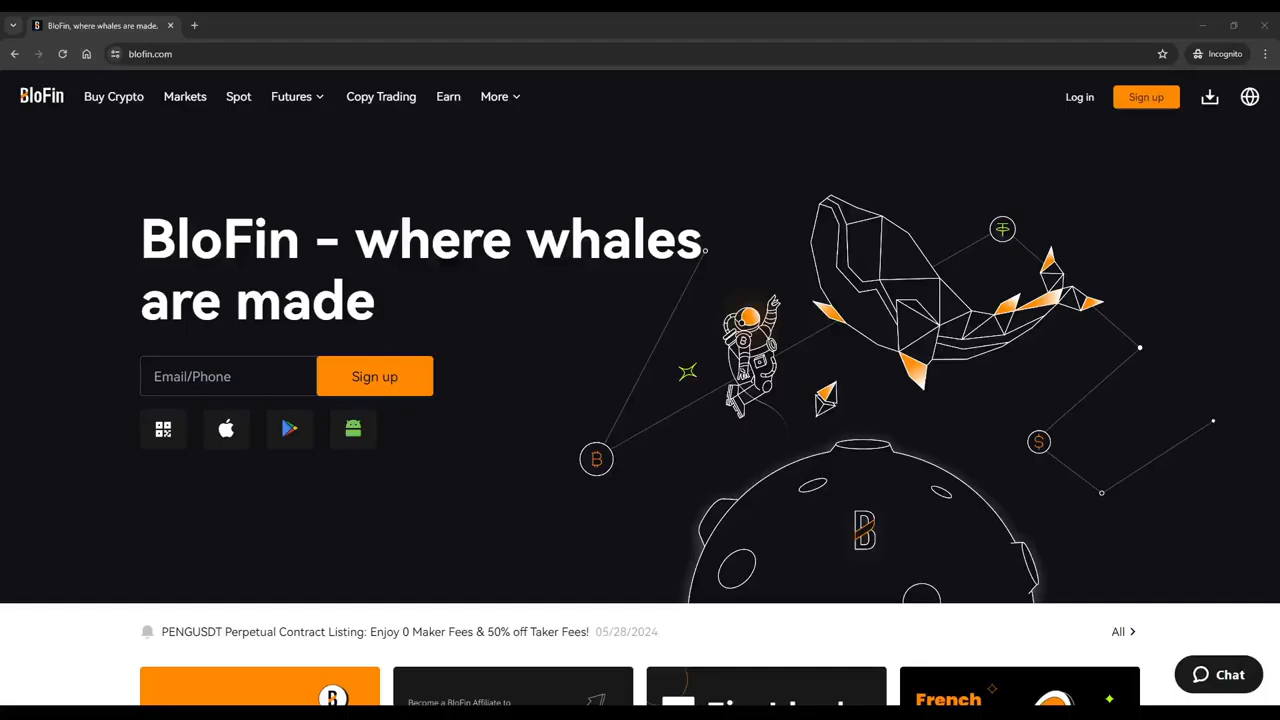 BloFin, where whales are made.
blofin.com
Incognito
BloFin
Buy Crypto
Markets
Spot
Futures
Copy Trading
Earn
More
Log in
Sign up
BloFin - where whales
are made
Email/Phone
Sign up
PENGUSDT Perpetual Contract Listing: Enjoy 0 Maker Fees & 50% off Taker Fees! 05/28/2024
All
Become a BloFin Affiliate to
French
Chat